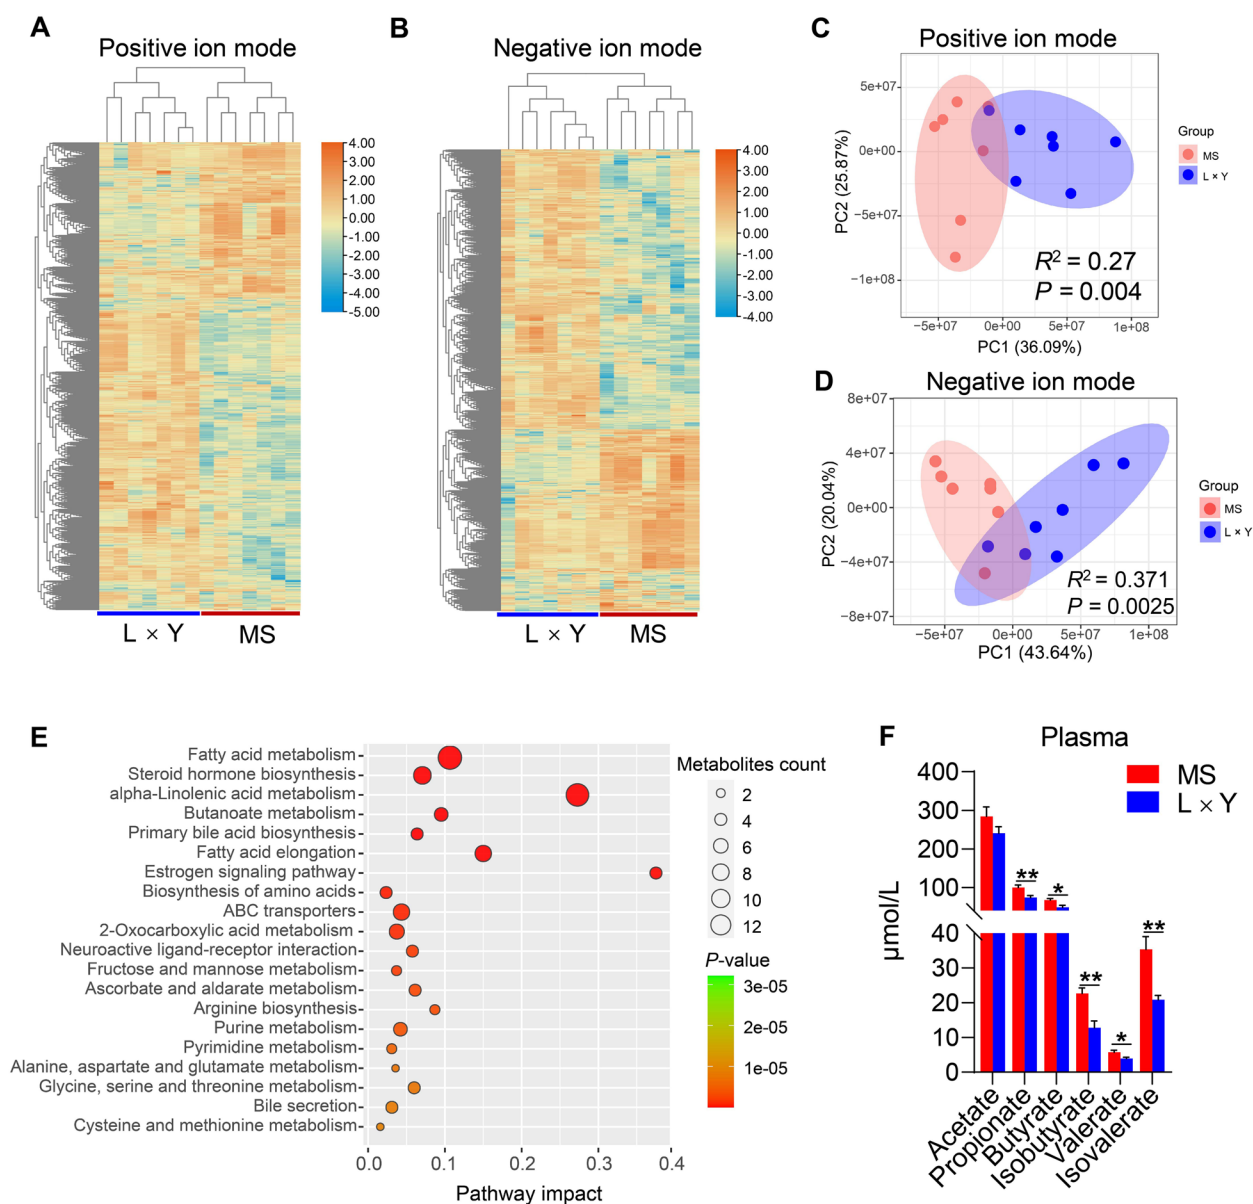 A
Positive ion mode
4.00
3.00
2.00
1.00
0.00
-1.00
-2.00
-3.00
-4.00
-5.00
L × Y
MS
B
Negative ion mode
4.00
3.00
2.00
1.00
0.00
-1.00
-2.00
-3.00
-4.00
L × Y
MS
C
Positive ion mode
PC2 (25.87%)
5e+07
0e+00
−5e+07
−1e+08
R² = 0.27
P = 0.004
−5e+07 0e+00 5e+07 1e+08
PC1 (36.09%)
Group
MS
L × Y
D
Negative ion mode
PC2 (20.04%)
8e+07
4e+07
0e+00
−4e+07
−8e+07
R² = 0.371
P = 0.0025
−5e+07 0e+00 5e+07 1e+08
PC1 (43.64%)
Group
MS
L × Y
E
Fatty acid metabolism
Steroid hormone biosynthesis
alpha-Linolenic acid metabolism
Butanoate metabolism
Primary bile acid biosynthesis
Fatty acid elongation
Estrogen signaling pathway
Biosynthesis of amino acids
ABC transporters
2-Oxocarboxylic acid metabolism
Neuroactive ligand-receptor interaction
Fructose and mannose metabolism
Ascorbate and aldarate metabolism
Arginine biosynthesis
Purine metabolism
Pyrimidine metabolism
Alanine, aspartate and glutamate metabolism
Glycine, serine and threonine metabolism
Bile secretion
Cysteine and methionine metabolism
0.0 0.1 0.2 0.3 0.4
Pathway impact
Metabolites count
2
4
6
8
10
12
P-value
3e-05
2e-05
1e-05
F
Plasma
MS
L × Y
μmol/L
400
300
200
100
40
30
20
10
0
**
*
**
*
**
Acetate
Propionate
Butyrate
Isobutyrate
Valerate
Isovalerate